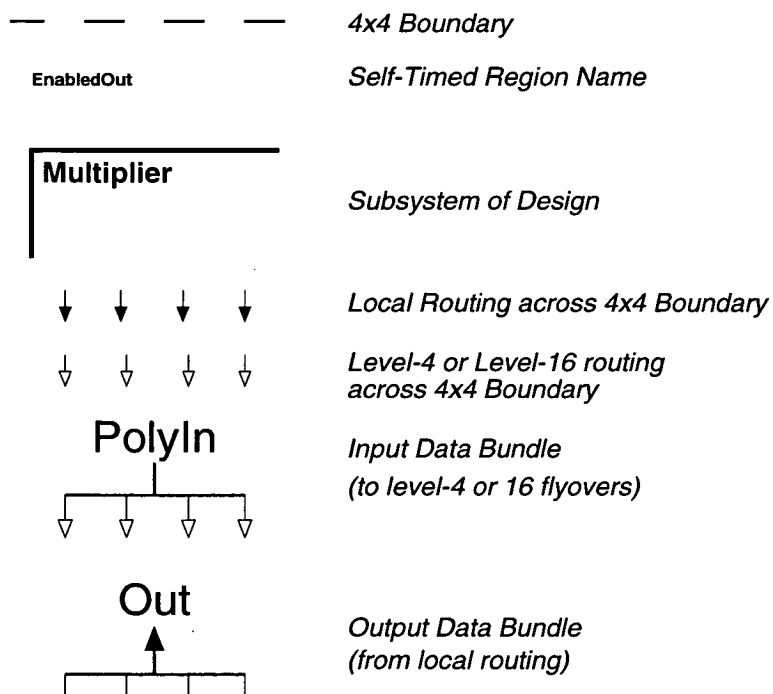 4x4 Boundary
EnabledOut
Self-Timed Region Name
Multiplier
Subsystem of Design
Local Routing across 4x4 Boundary
Level-4 or Level-16 routing
across 4x4 Boundary
PolyIn
Input Data Bundle
(to level-4 or 16 flyovers)
Out
Output Data Bundle
(from local routing)